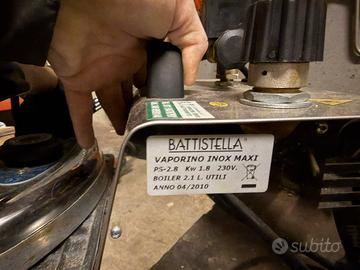 BATTISTELLA
VAPORINO INOX MAXI
PS-2.8 Kw 1.8 230V.
BOILER 2.1 L. UTILI
ANNO 04/2010
subito